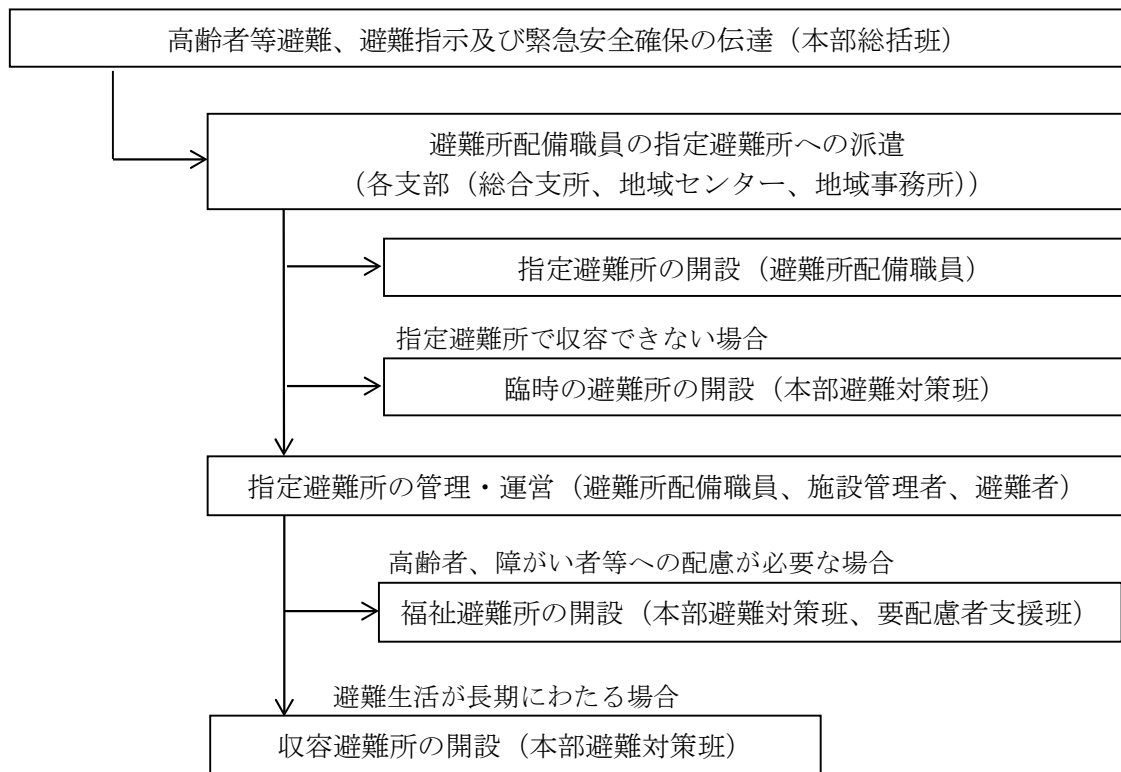 高齢者等避難、避難指示及び緊急安全確保の伝達（本部総括班）
避難所配備職員の指定避難所への派遣
（各支部（総合支所、地域センター、地域事務所））
指定避難所の開設（避難所配備職員）
指定避難所で収容できない場合
臨時の避難所の開設（本部避難対策班）
指定避難所の管理・運営（避難所配備職員、施設管理者、避難者）
高齢者、障がい者等への配慮が必要な場合
福祉避難所の開設（本部避難対策班、要配慮者支援班）
避難生活が長期にわたる場合
収容避難所の開設（本部避難対策班）